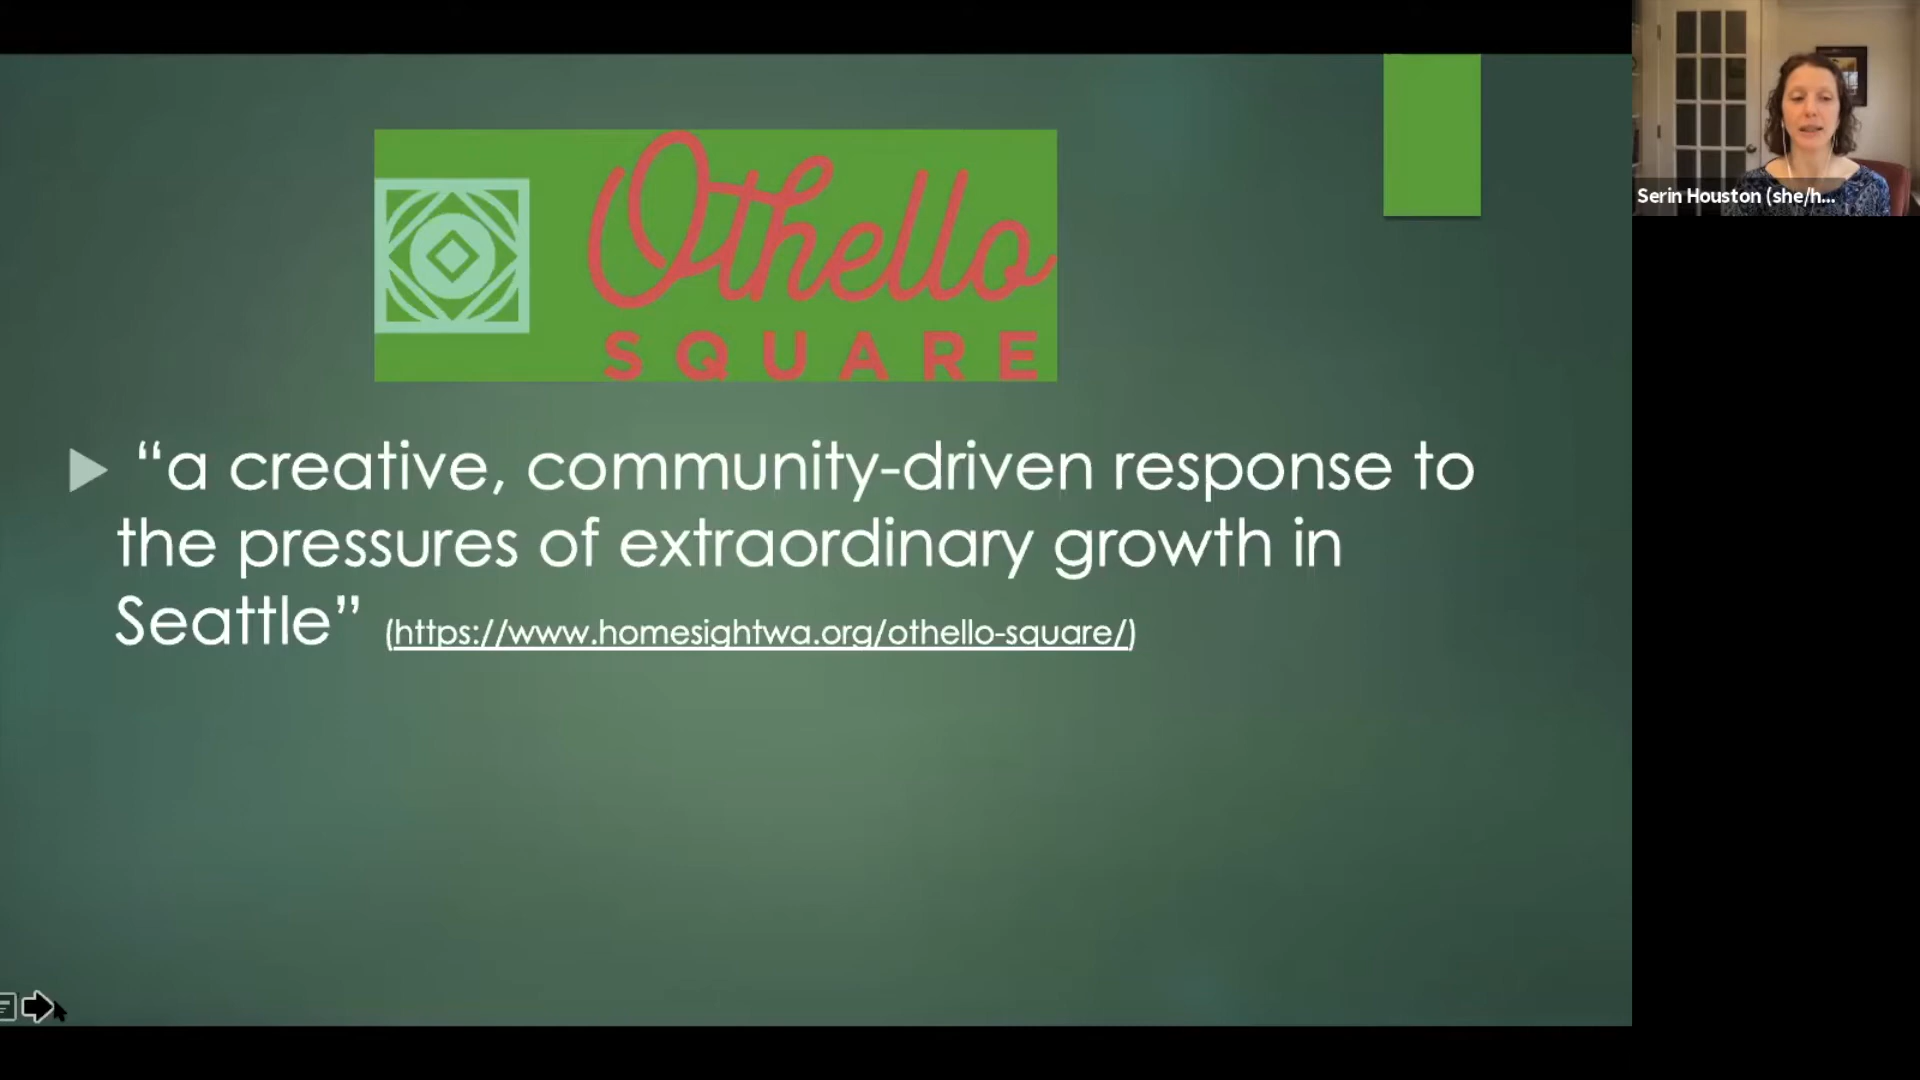 Othello
SQUARE
“a creative, community-driven response to
the pressures of extraordinary growth in
Seattle” (https://www.homesightwa.org/othello-square/)
Serin Houston (she/h...